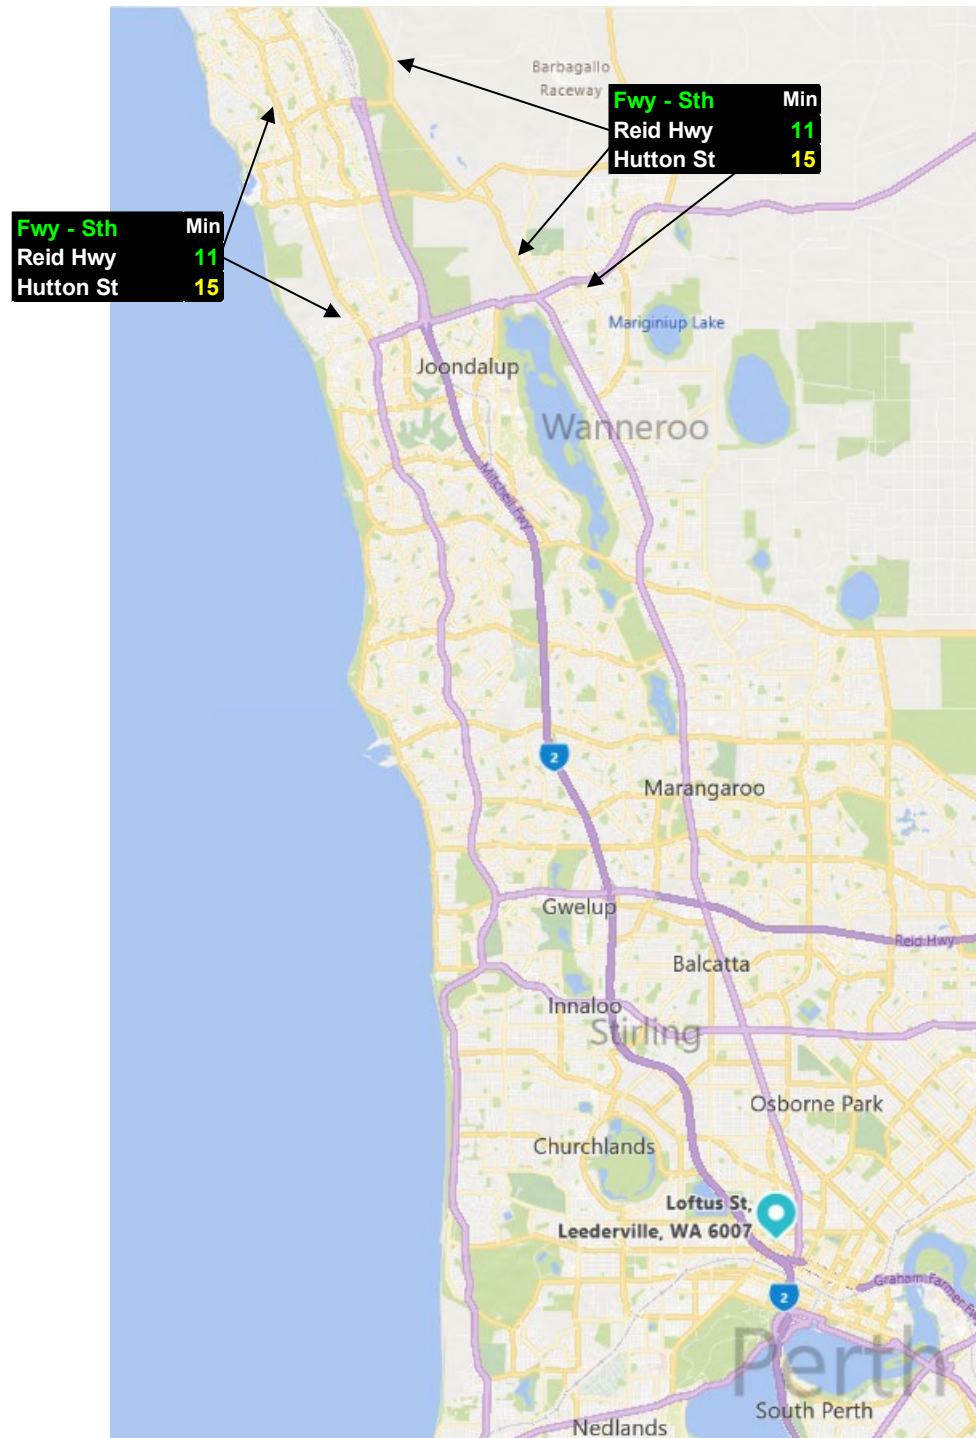 Barbagallo
Raceway
Fwy - Sth Min
Reid Hwy 11
Hutton St 15
Fwy - Sth Min
Reid Hwy 11
Hutton St 15
Mariginiup Lake
Joondalup
Wanneroo
Mitchell Fwy
2
Marangaroo
Gwelup
Reid Hwy
Balcatta
Innaloo
Stirling
Osborne Park
Churchlands
Loftus St,
Leederville, WA 6007
Graham Farmer Fwy
2
Perth
South Perth
Nedlands